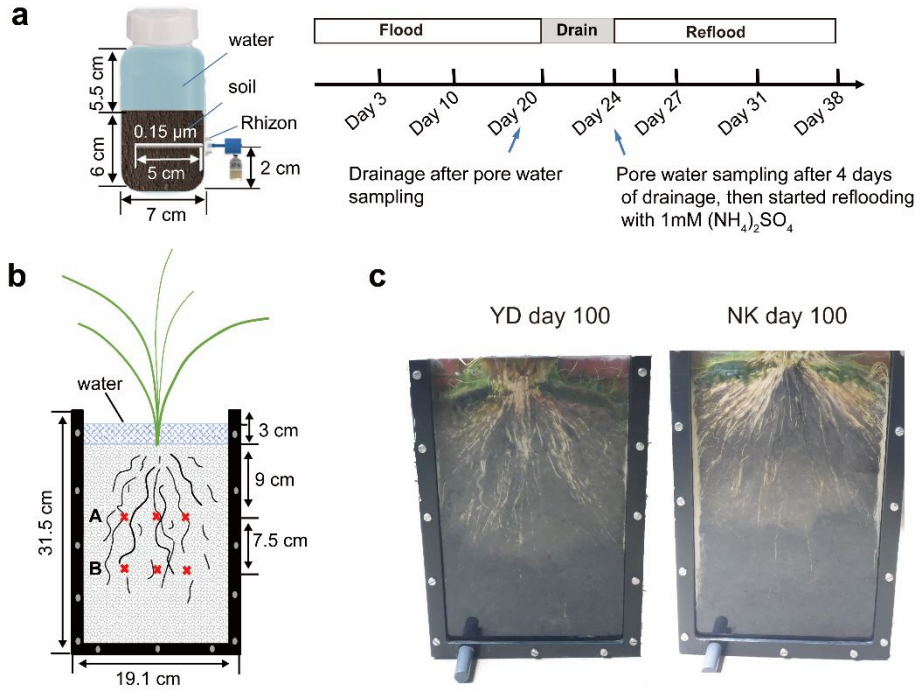 a
water
soil
Rhizon
5.5 cm
6 cm
0.15 µm
5 cm
2 cm
7 cm
Flood
Drain
Reflood
Day 3
Day 10
Day 20
Day 24
Day 27
Day 31
Day 38
Drainage after pore water
sampling
Pore water sampling after 4 days
of drainage, then started reflooding
with 1mM (NH₄)₂SO₄
b
water
3 cm
9 cm
7.5 cm
31.5 cm
A
B
19.1 cm
c
YD day 100
NK day 100